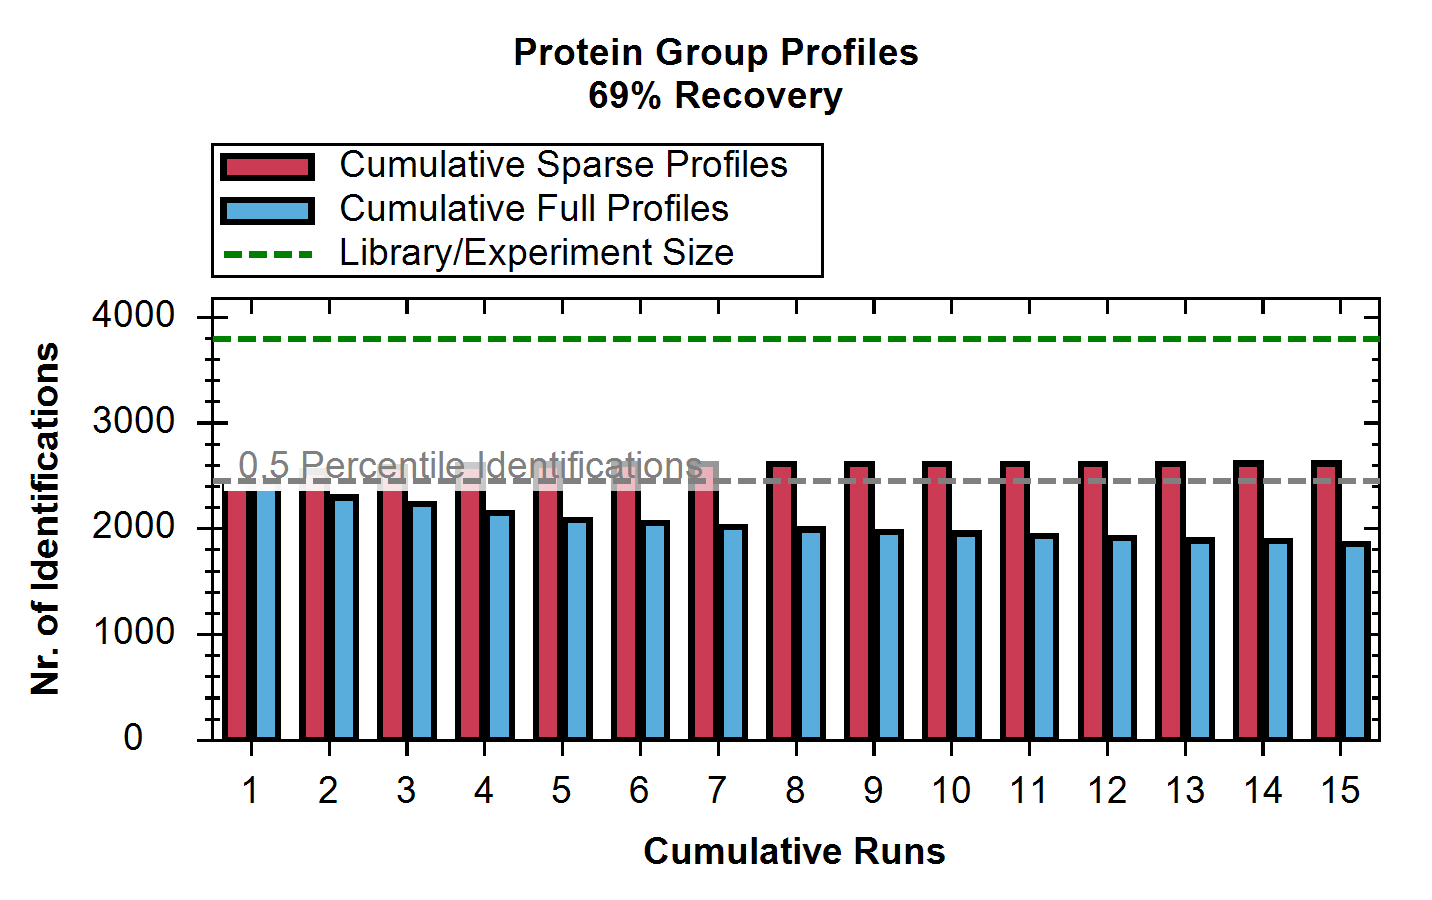 Protein Group Profiles
69% Recovery
Cumulative Sparse Profiles
Cumulative Full Profiles
Library/Experiment Size
4000
3000
2000
1000
0
Nr. of Identifications
0.5 Percentile Identifications
1 2 3 4 5 6 7 8 9 10 11 12 13 14 15
Cumulative Runs